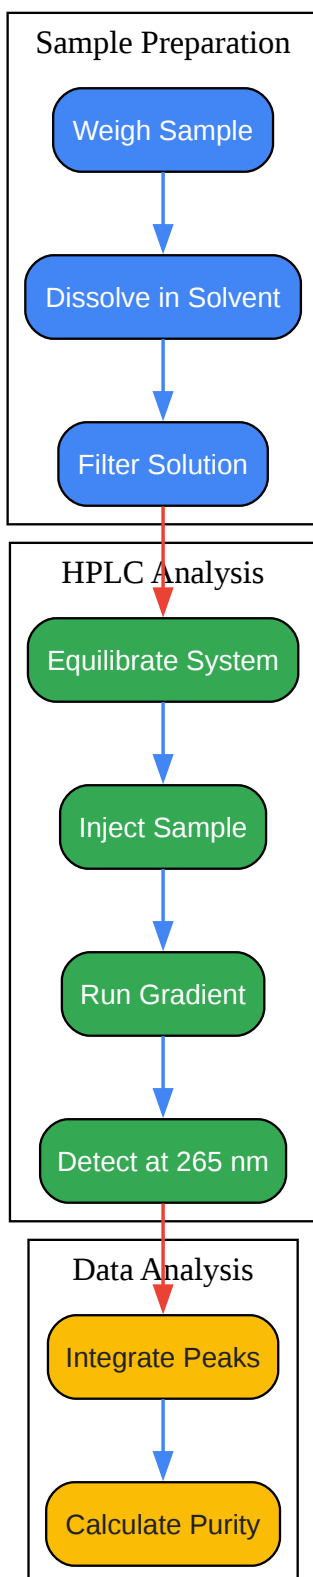 Sample Preparation
Weigh Sample
Dissolve in Solvent
Filter Solution
HPLC Analysis
Equilibrate System
Inject Sample
Run Gradient
Detect at 265 nm
Data Analysis
Integrate Peaks
Calculate Purity